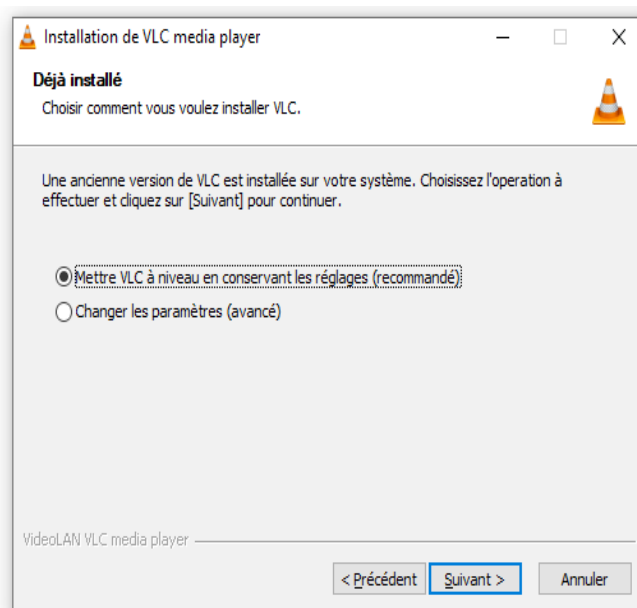 Installation de VLC media player
Déjà installé
Choisir comment vous voulez installer VLC.
Une ancienne version de VLC est installée sur votre système. Choisissez l'operation à
effectuer et cliquez sur [Suivant] pour continuer.
Mettre VLC à niveau en conservant les réglages (recommandé)
Changer les paramètres (avancé)
VideoLAN VLC media player
< Précédent Suivant > Annuler